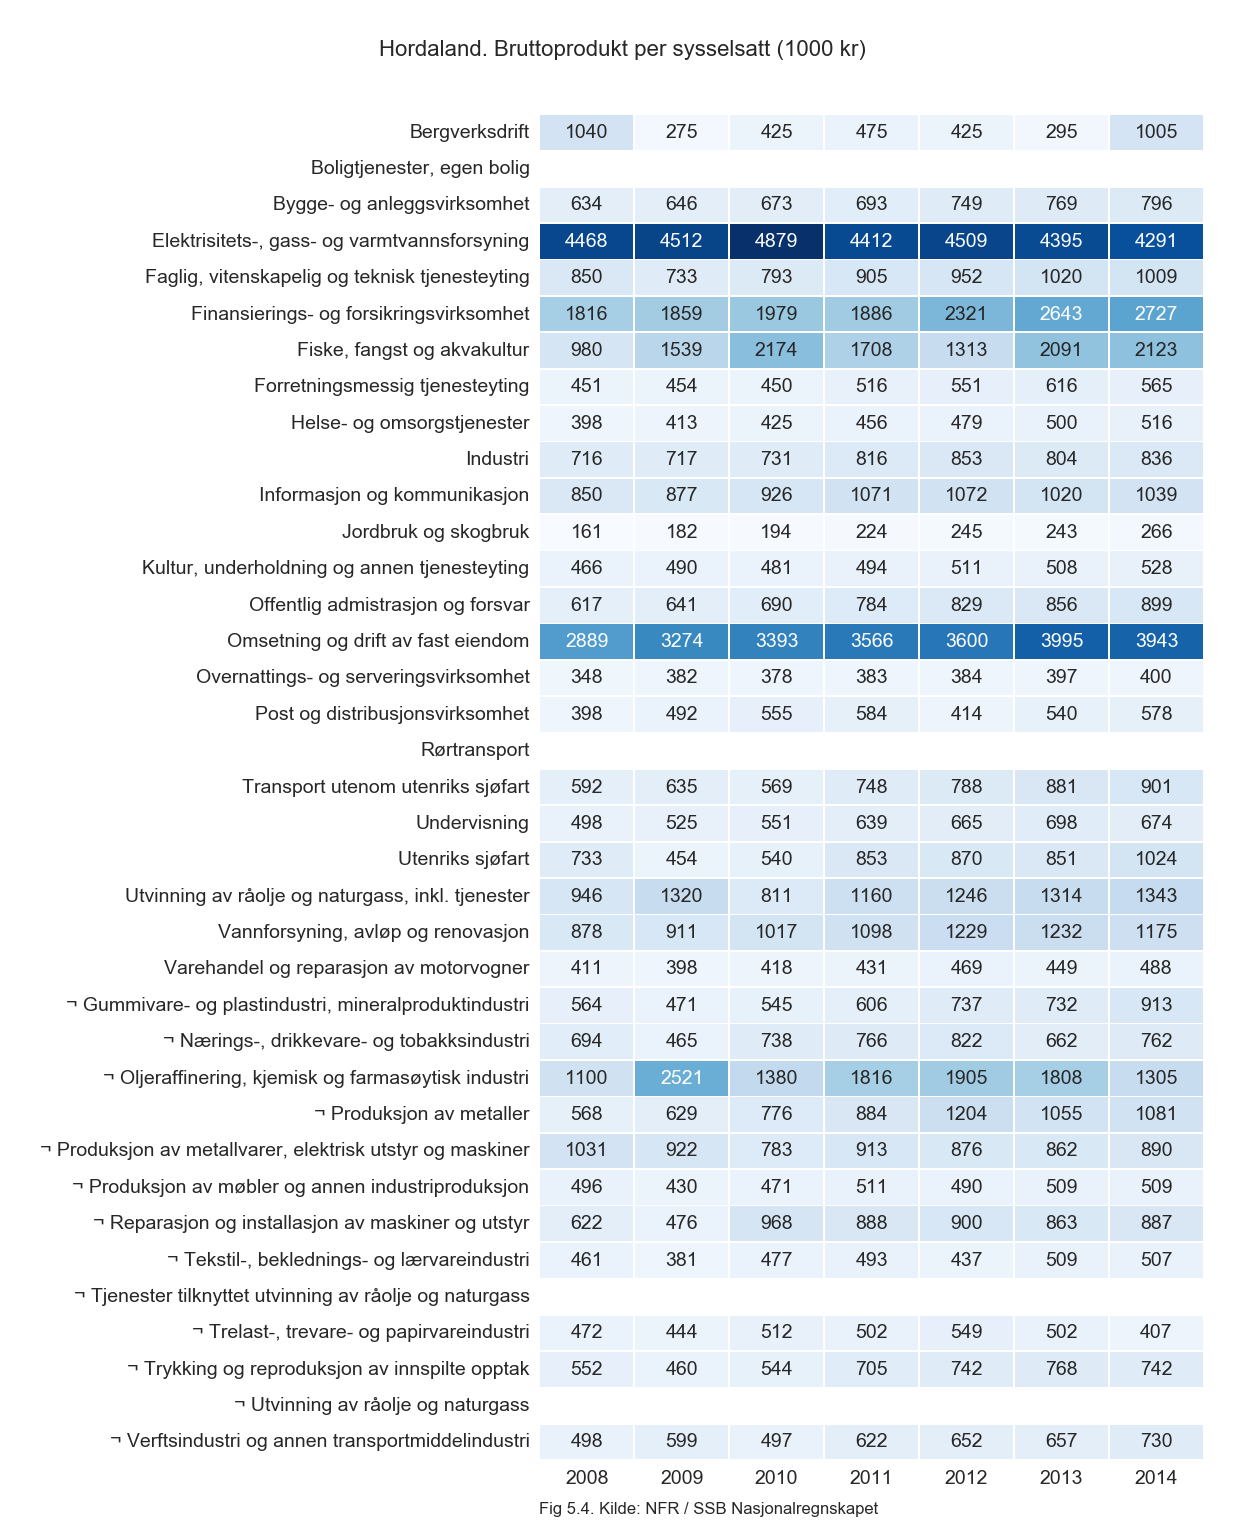 Hordaland. Bruttoprodukt per sysselsatt (1000 kr)
Bergverksdrift 1040 275 425 475 425 295 1005
Boligtjenester, egen bolig
Bygge- og anleggsvirksomhet 634 646 673 693 749 769 796
Elektrisitets-, gass- og varmtvannsforsyning 4468 4512 4879 4412 4509 4395 4291
Faglig, vitenskapelig og teknisk tjenesteyting 850 733 793 905 952 1020 1009
Finansierings- og forsikringsvirksomhet 1816 1859 1979 1886 2321 2643 2727
Fiske, fangst og akvakultur 980 1539 2174 1708 1313 2091 2123
Forretningsmessig tjenesteyting 451 454 450 516 551 616 565
Helse- og omsorgstjenester 398 413 425 456 479 500 516
Industri 716 717 731 816 853 804 836
Informasjon og kommunikasjon 850 877 926 1071 1072 1020 1039
Jordbruk og skogbruk 161 182 194 224 245 243 266
Kultur, underholdning og annen tjenesteyting 466 490 481 494 511 508 528
Offentlig admistrasjon og forsvar 617 641 690 784 829 856 899
Omsetning og drift av fast eiendom 2889 3274 3393 3566 3600 3995 3943
Overnattings- og serveringsvirksomhet 348 382 378 383 384 397 400
Post og distribusjonsvirksomhet 398 492 555 584 414 540 578
Rørtransport
Transport utenom utenriks sjøfart 592 635 569 748 788 881 901
Undervisning 498 525 551 639 665 698 674
Utenriks sjøfart 733 454 540 853 870 851 1024
Utvinning av råolje og naturgass, inkl. tjenester 946 1320 811 1160 1246 1314 1343
Vannforsyning, avløp og renovasjon 878 911 1017 1098 1229 1232 1175
Varehandel og reparasjon av motorvogner 411 398 418 431 469 449 488
¬ Gummivare- og plastindustri, mineralproduktindustri 564 471 545 606 737 732 913
¬ Nærings-, drikkevare- og tobakksindustri 694 465 738 766 822 662 762
¬ Oljeraffinering, kjemisk og farmasøytisk industri 1100 2521 1380 1816 1905 1808 1305
¬ Produksjon av metaller 568 629 776 884 1204 1055 1081
¬ Produksjon av metallvarer, elektrisk utstyr og maskiner 1031 922 783 913 876 862 890
¬ Produksjon av møbler og annen industriproduksjon 496 430 471 511 490 509 509
¬ Reparasjon og installasjon av maskiner og utstyr 622 476 968 888 900 863 887
¬ Tekstil-, beklednings- og lærvareindustri 461 381 477 493 437 509 507
¬ Tjenester tilknyttet utvinning av råolje og naturgass
¬ Trelast-, trevare- og papirvareindustri 472 444 512 502 549 502 407
¬ Trykking og reproduksjon av innspilte opptak 552 460 544 705 742 768 742
¬ Utvinning av råolje og naturgass
¬ Verftsindustri og annen transportmiddelindustri 498 599 497 622 652 657 730
2008 2009 2010 2011 2012 2013 2014
Fig 5.4. Kilde: NFR / SSB Nasjonalregnskapet